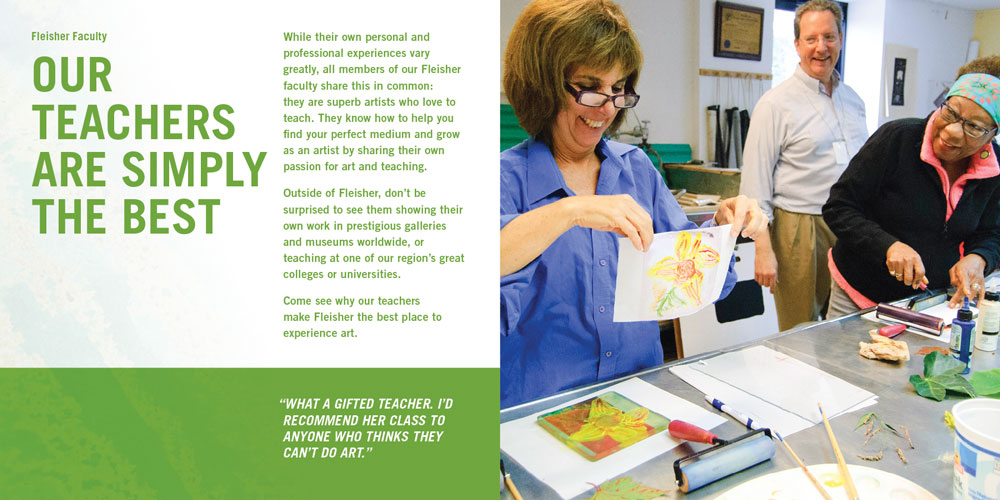 Fleisher Faculty
OUR
TEACHERS
ARE SIMPLY
THE BEST
While their own personal and
professional experiences vary
greatly, all members of our Fleisher
faculty share this in common:
they are superb artists who love to
teach. They know how to help you
find your perfect medium and grow
as an artist by sharing their own
passion for art and teaching.
Outside of Fleisher, don’t be
surprised to see them showing their
own work in prestigious galleries
and museums worldwide, or
teaching at one of our region’s great
colleges or universities.
Come see why our teachers
make Fleisher the best place to
experience art.
“WHAT A GIFTED TEACHER. I’D
RECOMMEND HER CLASS TO
ANYONE WHO THINKS THEY
CAN’T DO ART.”